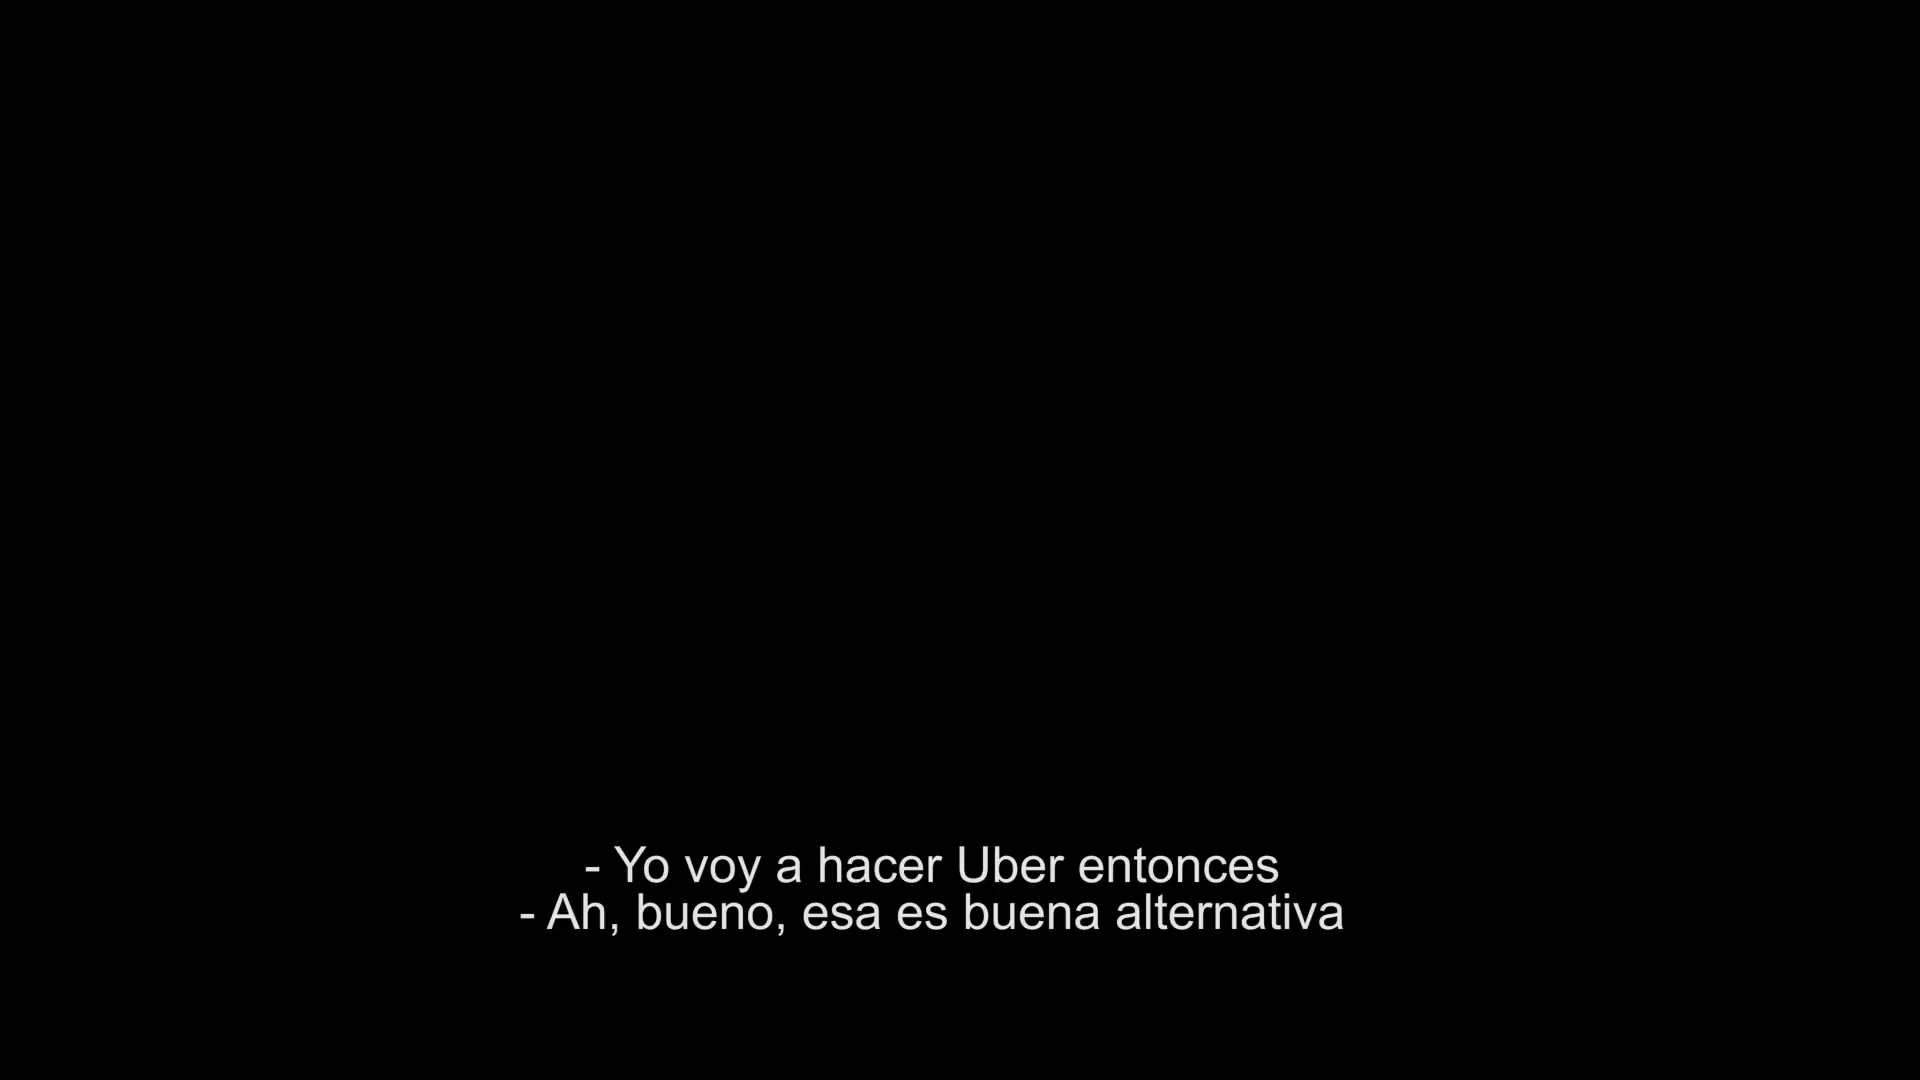 - Yo voy a hacer Uber entonces
- Ah, bueno, esa es buena alternativa